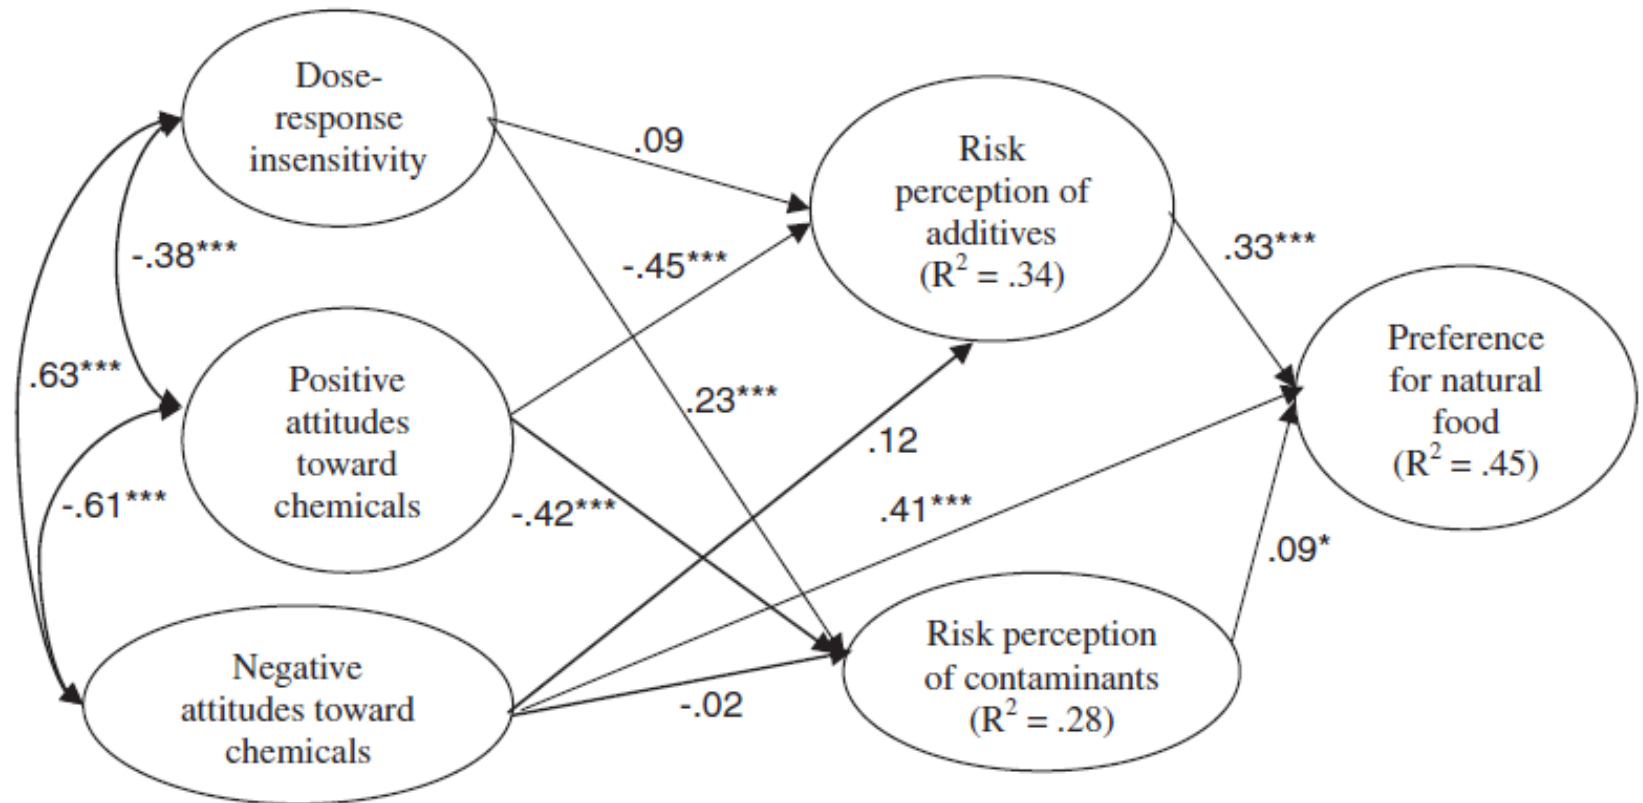 Dose-
response
insensitivity
.09
Risk
perception of
additives
(R² = .34)
-.38***
-.45***
.33***
.63***
Positive
attitudes
toward
chemicals
.23***
.12
Preference
for natural
food
(R² = .45)
-.61***
-.42***
.41***
.09*
Negative
attitudes toward
chemicals
-.02
Risk perception
of contaminants
(R² = .28)